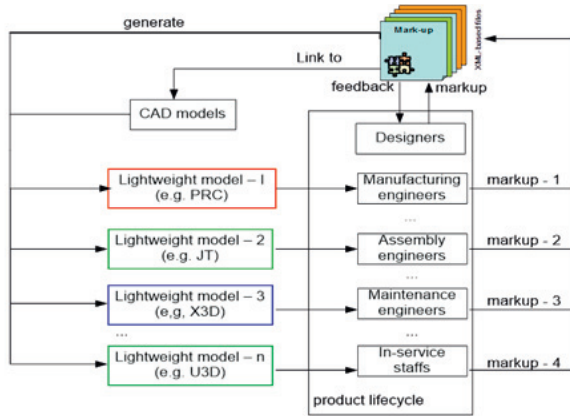 generate
Mark-up
XML-based files
Link to
feedback
markup
CAD models
Designers
Lightweight model – I
(e.g. PRC)
Manufacturing
engineers
markup - 1
...
Lightweight model – 2
(e.g. JT)
Assembly
engineers
markup - 2
...
Lightweight model – 3
(e,g, X3D)
Maintenance
engineers
markup - 3
...
...
Lightweight model – n
(e.g. U3D)
In-service
staffs
markup - 4
product lifecycle